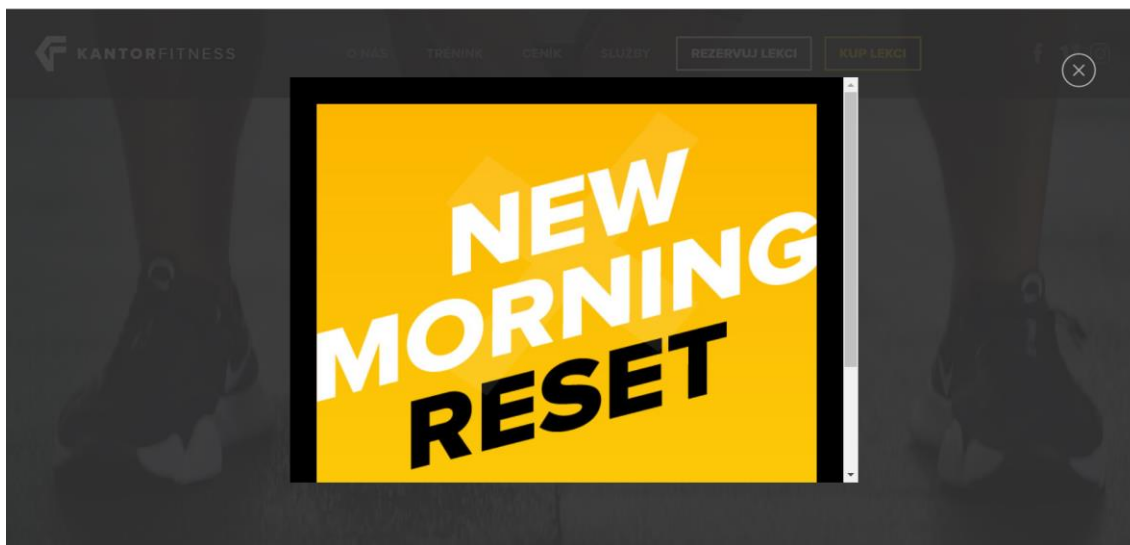 KANTORFITNESS
O NÁS TRÉNINK CENÍK SLUŽBY REZERVUJ LEKCI KUP LEKCI
NEW
MORNING
RESET